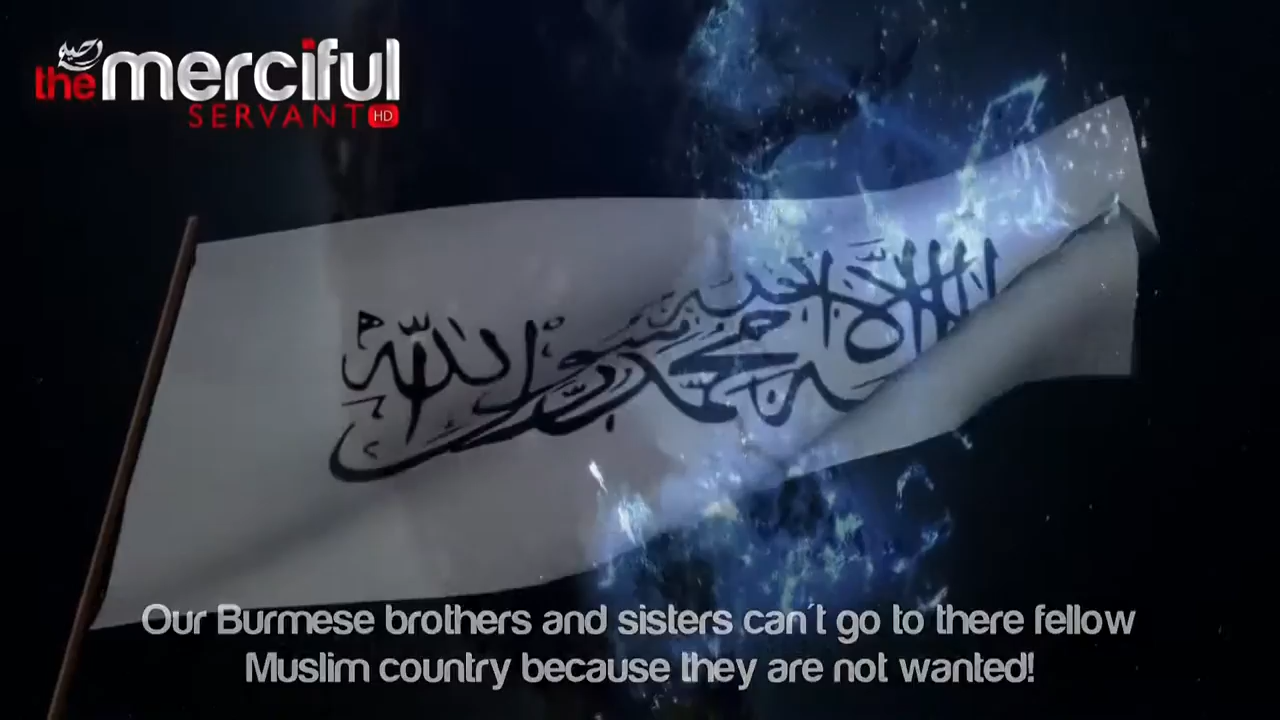 the merciful
SERVANT HD
لا إله إلا الله محمد رسول الله
Our Burmese brothers and sisters can´t go to there fellow
Muslim country because they are not wanted!